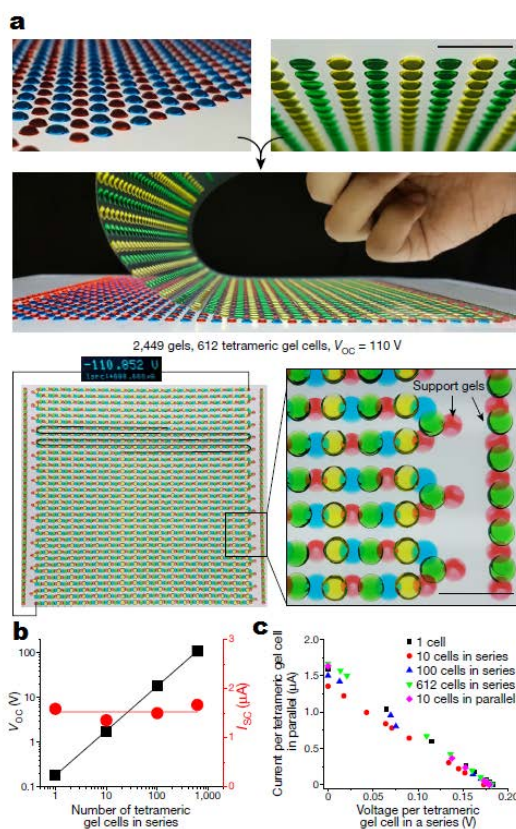 a
2,449 gels, 612 tetrameric gel cells, VOC = 110 V
-110.852 V
Support gels
b
VOC (V)
100
10
1
0.1
1
10
100
1,000
Number of tetrameric
gel cells in series
3
2
1
0
ISC (μA)
c
Current per tetrameric gel cell
in parallel (μA)
2.0
1.5
1.0
0.5
0
0
0.05
0.10
0.15
0.20
Voltage per tetrameric
gel cell in a series (V)
1 cell
10 cells in series
100 cells in series
612 cells in series
10 cells in parallel